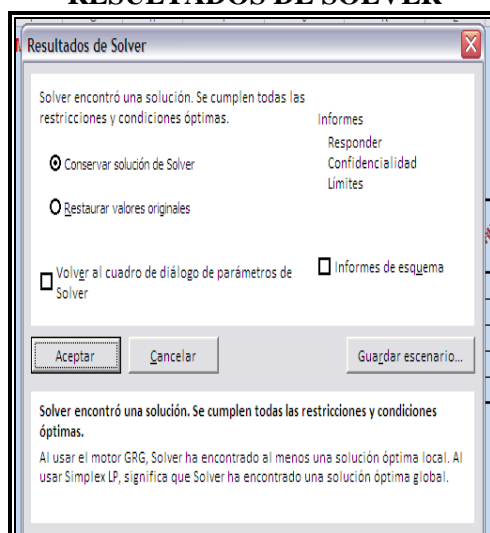 RESULTADOS DE SOLVER
Resultados de Solver
Solver encontró una solución. Se cumplen todas las
restricciones y condiciones óptimas.
Informes
Responder
Confidencialidad
Límites
Conservar solución de Solver
Restaurar valores originales
Volver al cuadro de diálogo de parámetros de
Solver
Informes de esquema
Aceptar
Cancelar
Guardar escenario...
Solver encontró una solución. Se cumplen todas las restricciones y condiciones
óptimas.
Al usar el motor GRG, Solver ha encontrado al menos una solución óptima local. Al
usar Simplex LP, significa que Solver ha encontrado una solución óptima global.